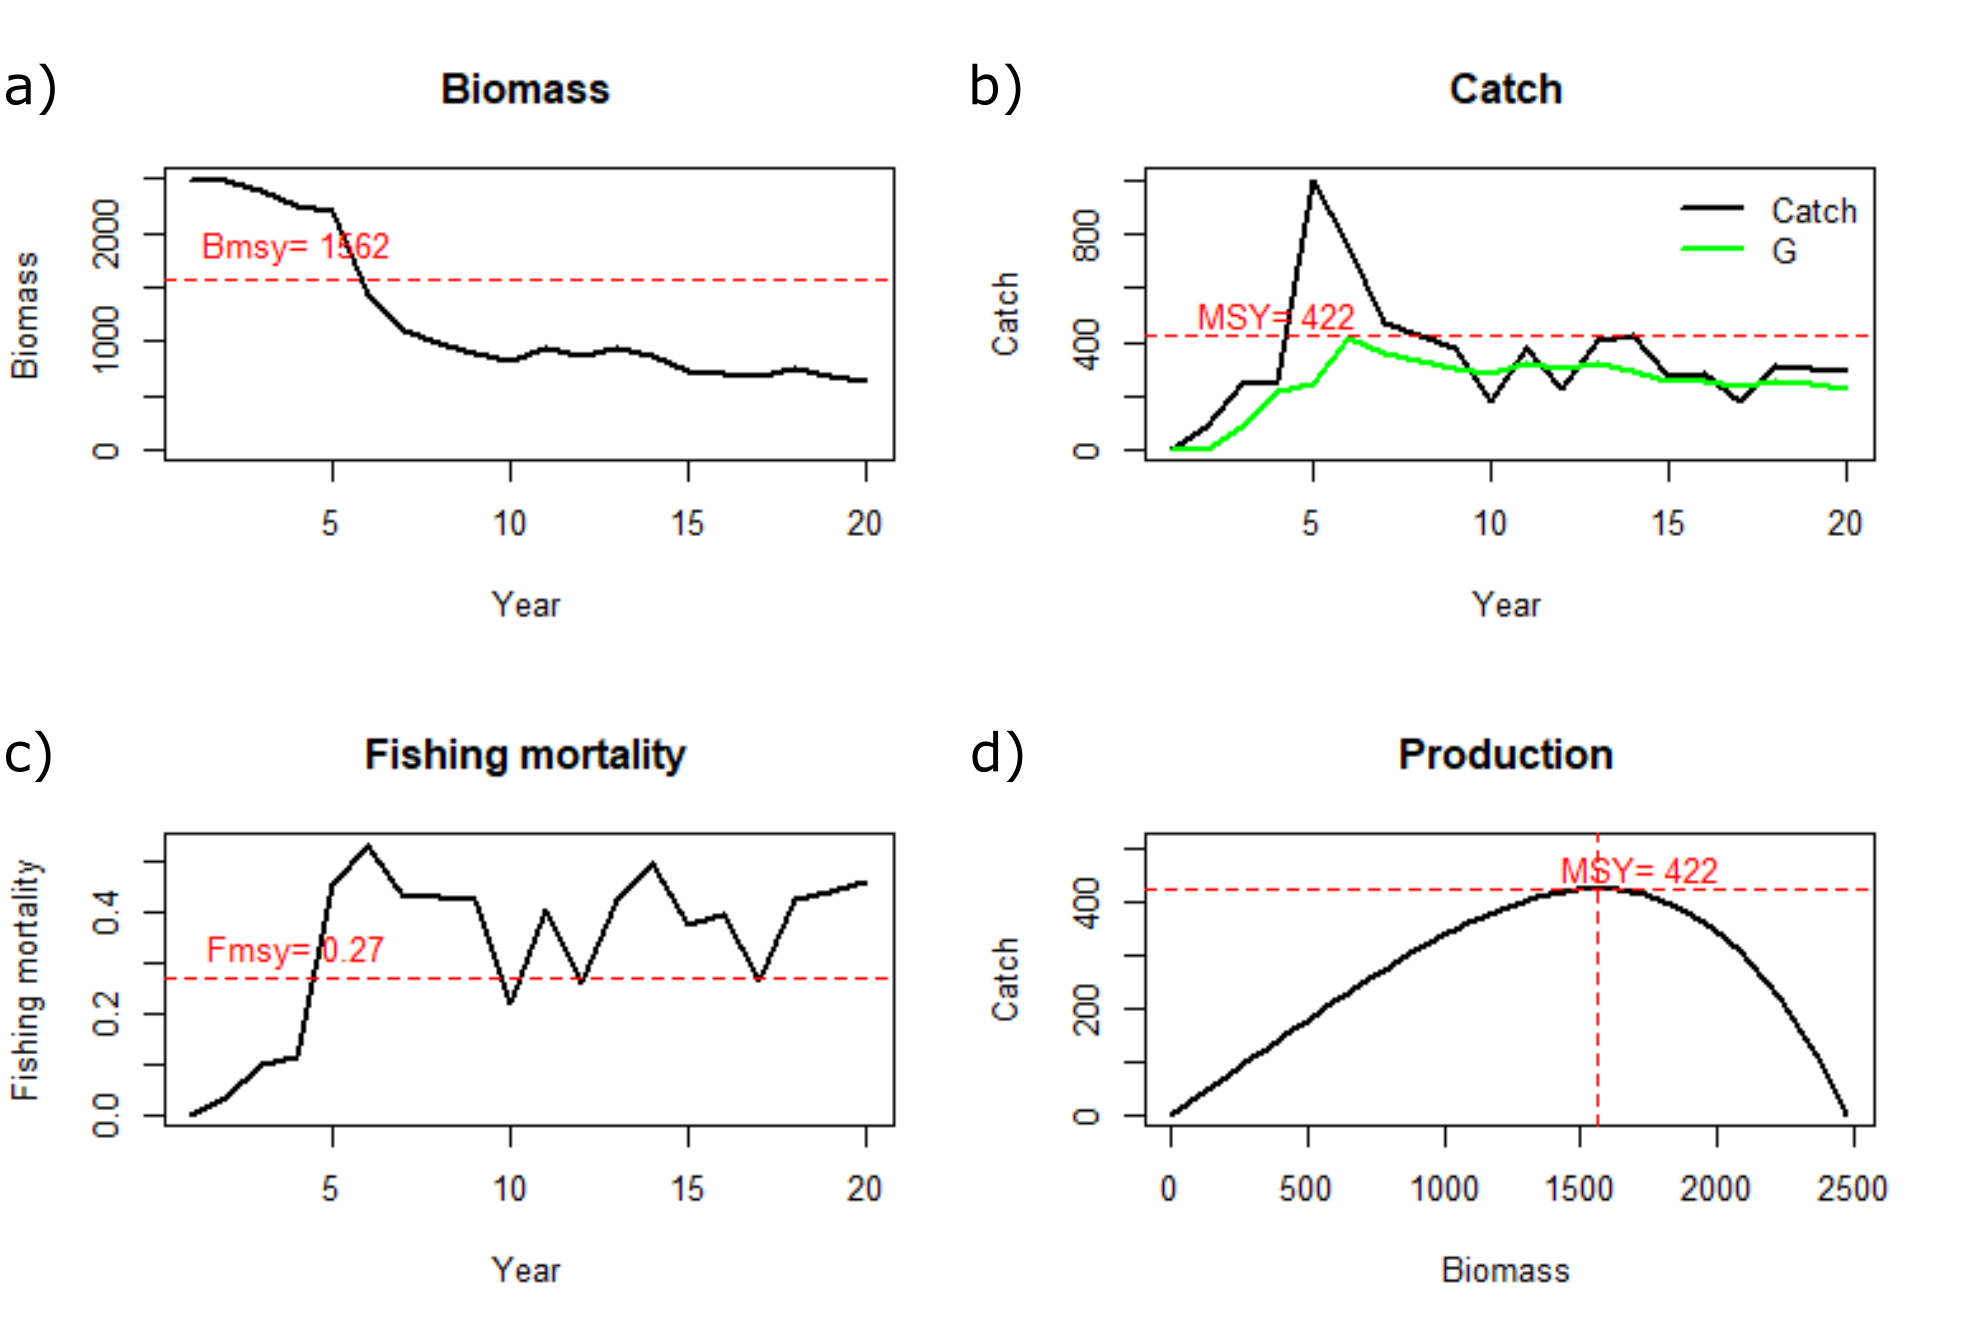 a)
Biomass
Biomass
0
1000
2000
Bmsy= 1562
5 10 15 20
Year
b)
Catch
Catch
0
400
800
MSY= 422
Catch
G
5 10 15 20
Year
c)
Fishing mortality
Fishing mortality
0.0
0.2
0.4
Fmsy= 0.27
5 10 15 20
Year
d)
Production
Catch
0
200
400
MSY= 422
0 500 1000 1500 2000 2500
Biomass